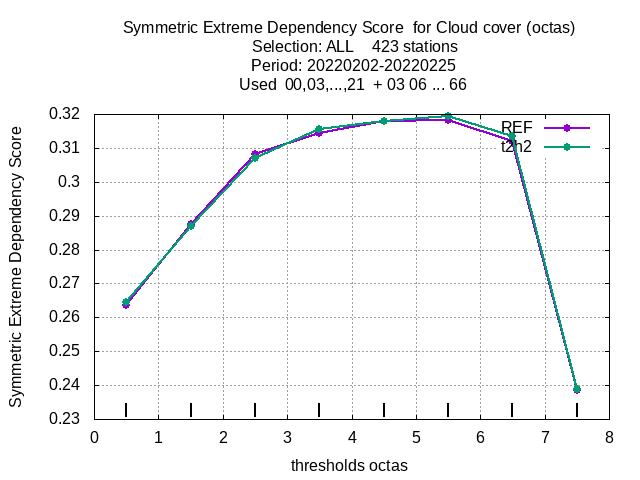 Symmetric Extreme Dependency Score for Cloud cover (octas)
Selection: ALL 423 stations
Period: 20220202-20220225
Used 00,03,...,21 + 03 06 ... 66
Symmetric Extreme Dependency Score
0.32
0.31
0.3
0.29
0.28
0.27
0.26
0.25
0.24
0.23
REF
t2h2
0 1 2 3 4 5 6 7 8
thresholds octas